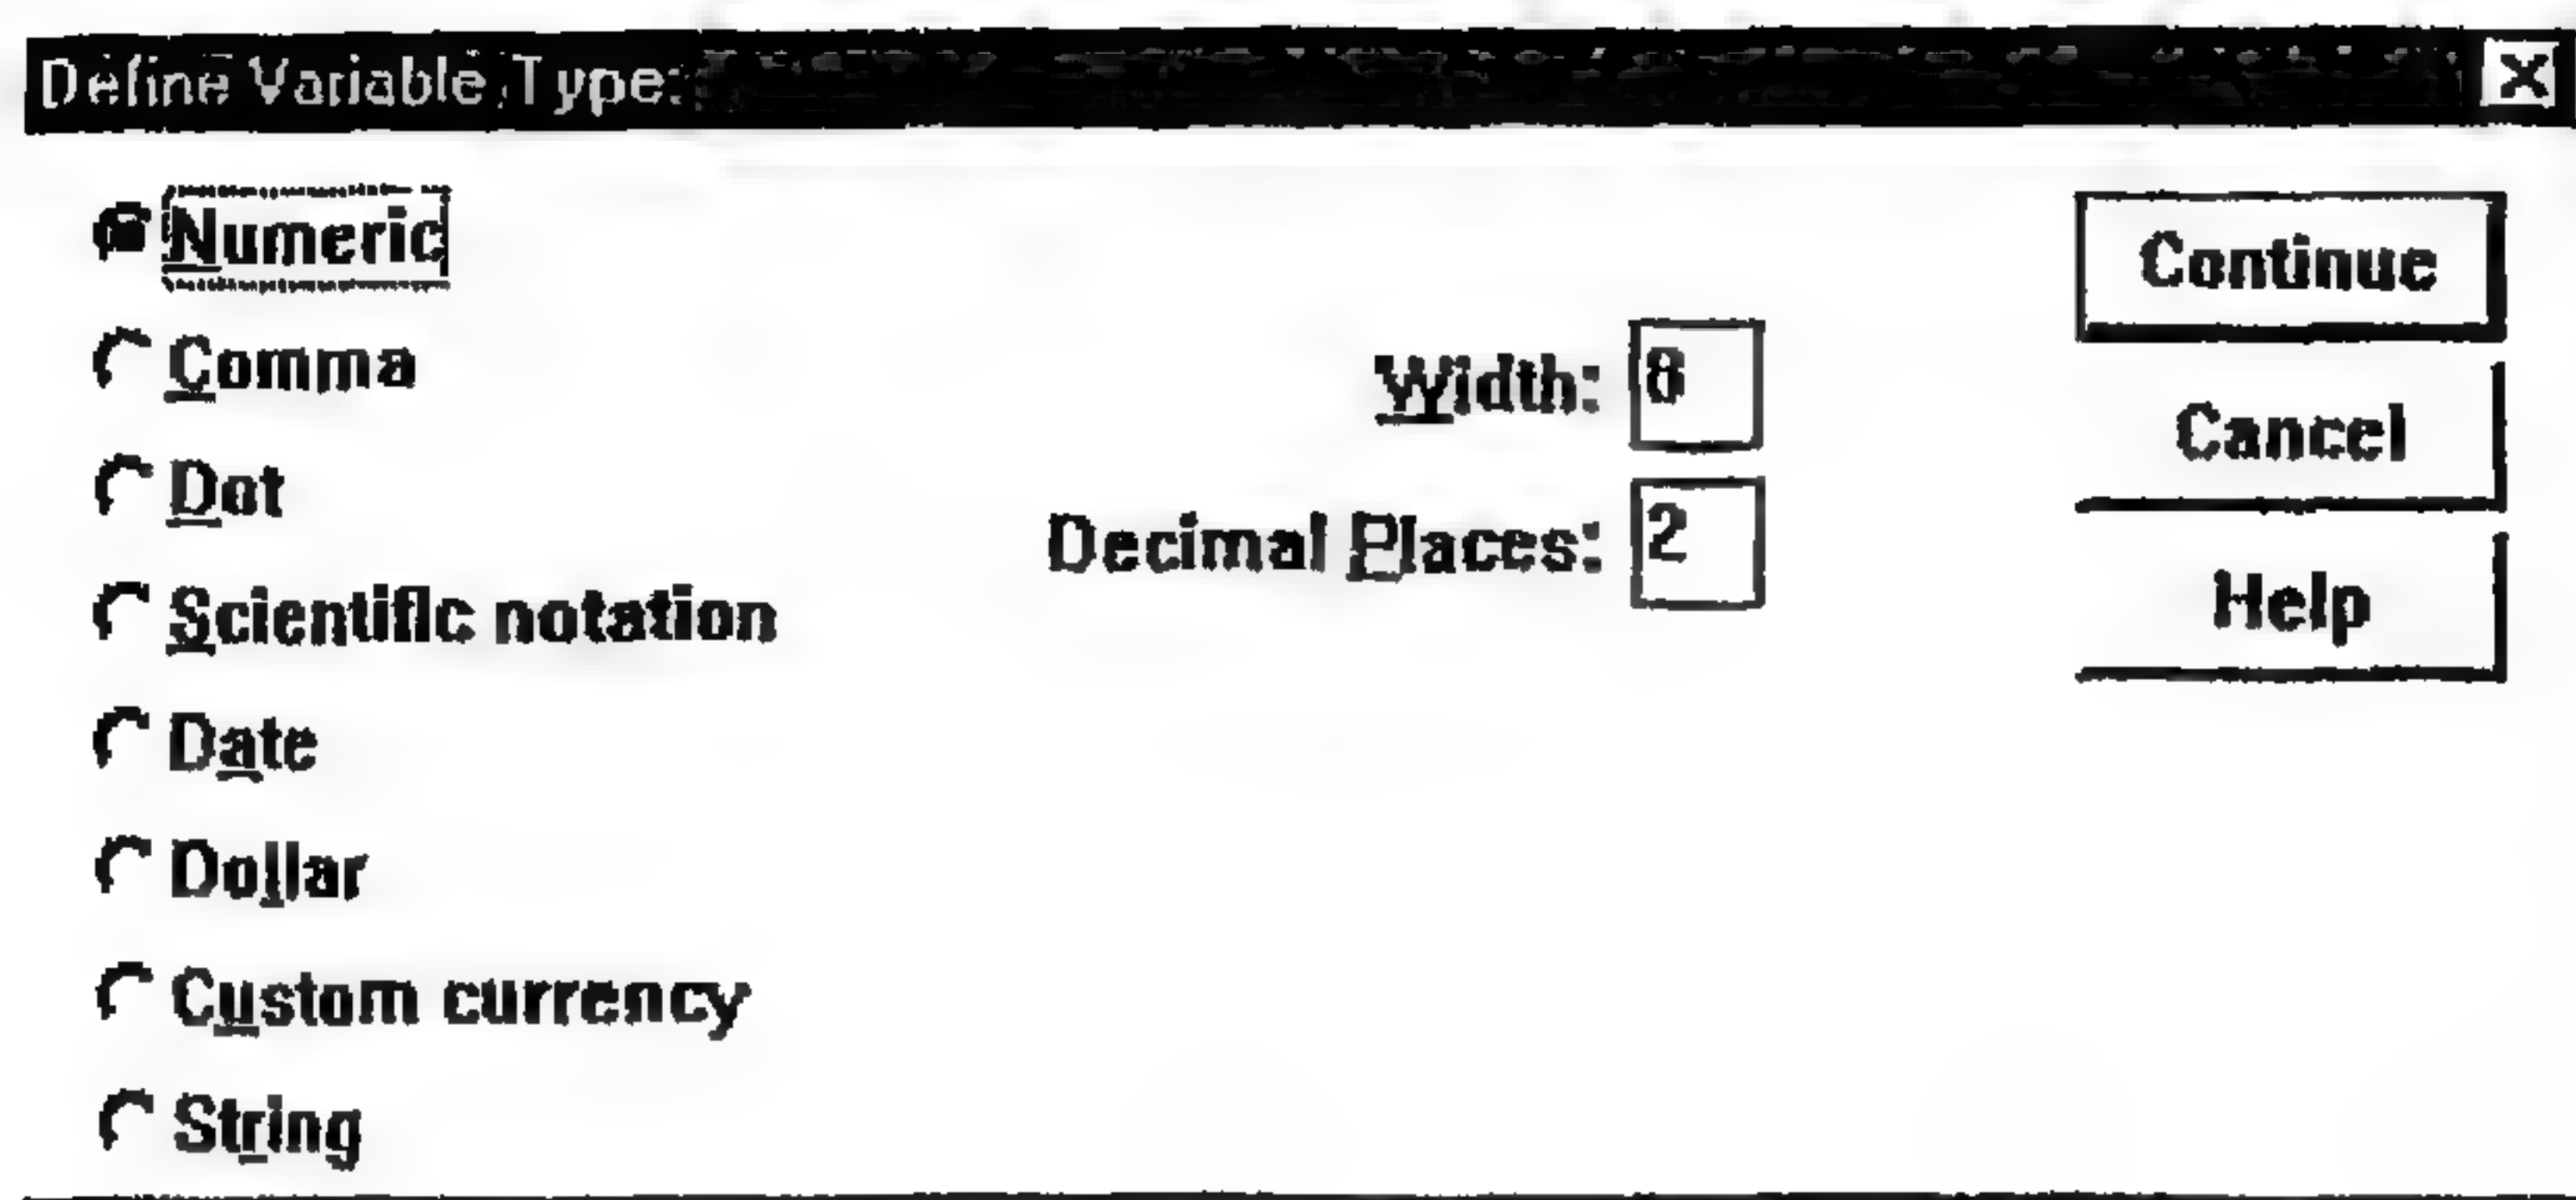 Define Variable Type:
Numeric
Comma
Dot
Scientific notation
Date
Dollar
Custom currency
String
Width: 8
Decimal Places: 2
Continue
Cancel
Help